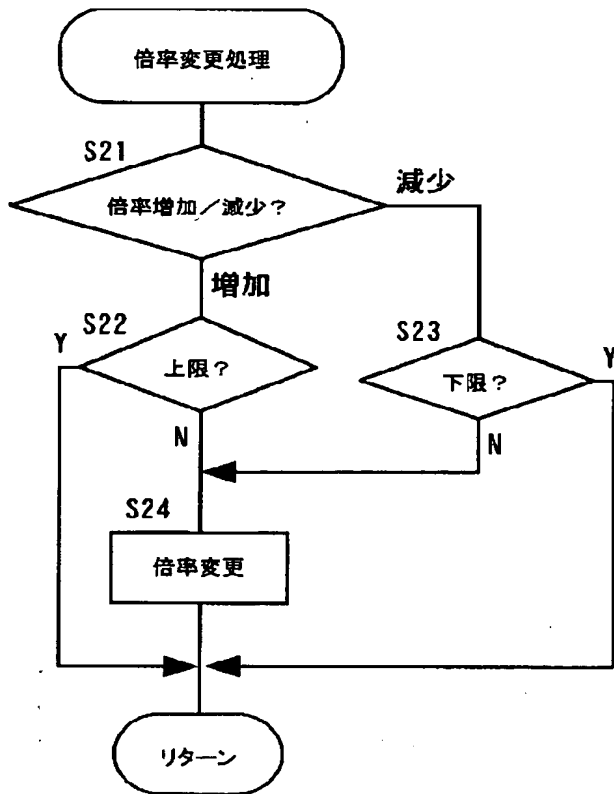 倍率変更処理
S21
減少
倍率増加/減少?
増加
S22
S23
Y
上限?
下限?
Y
N
N
S24
倍率変更
リターン